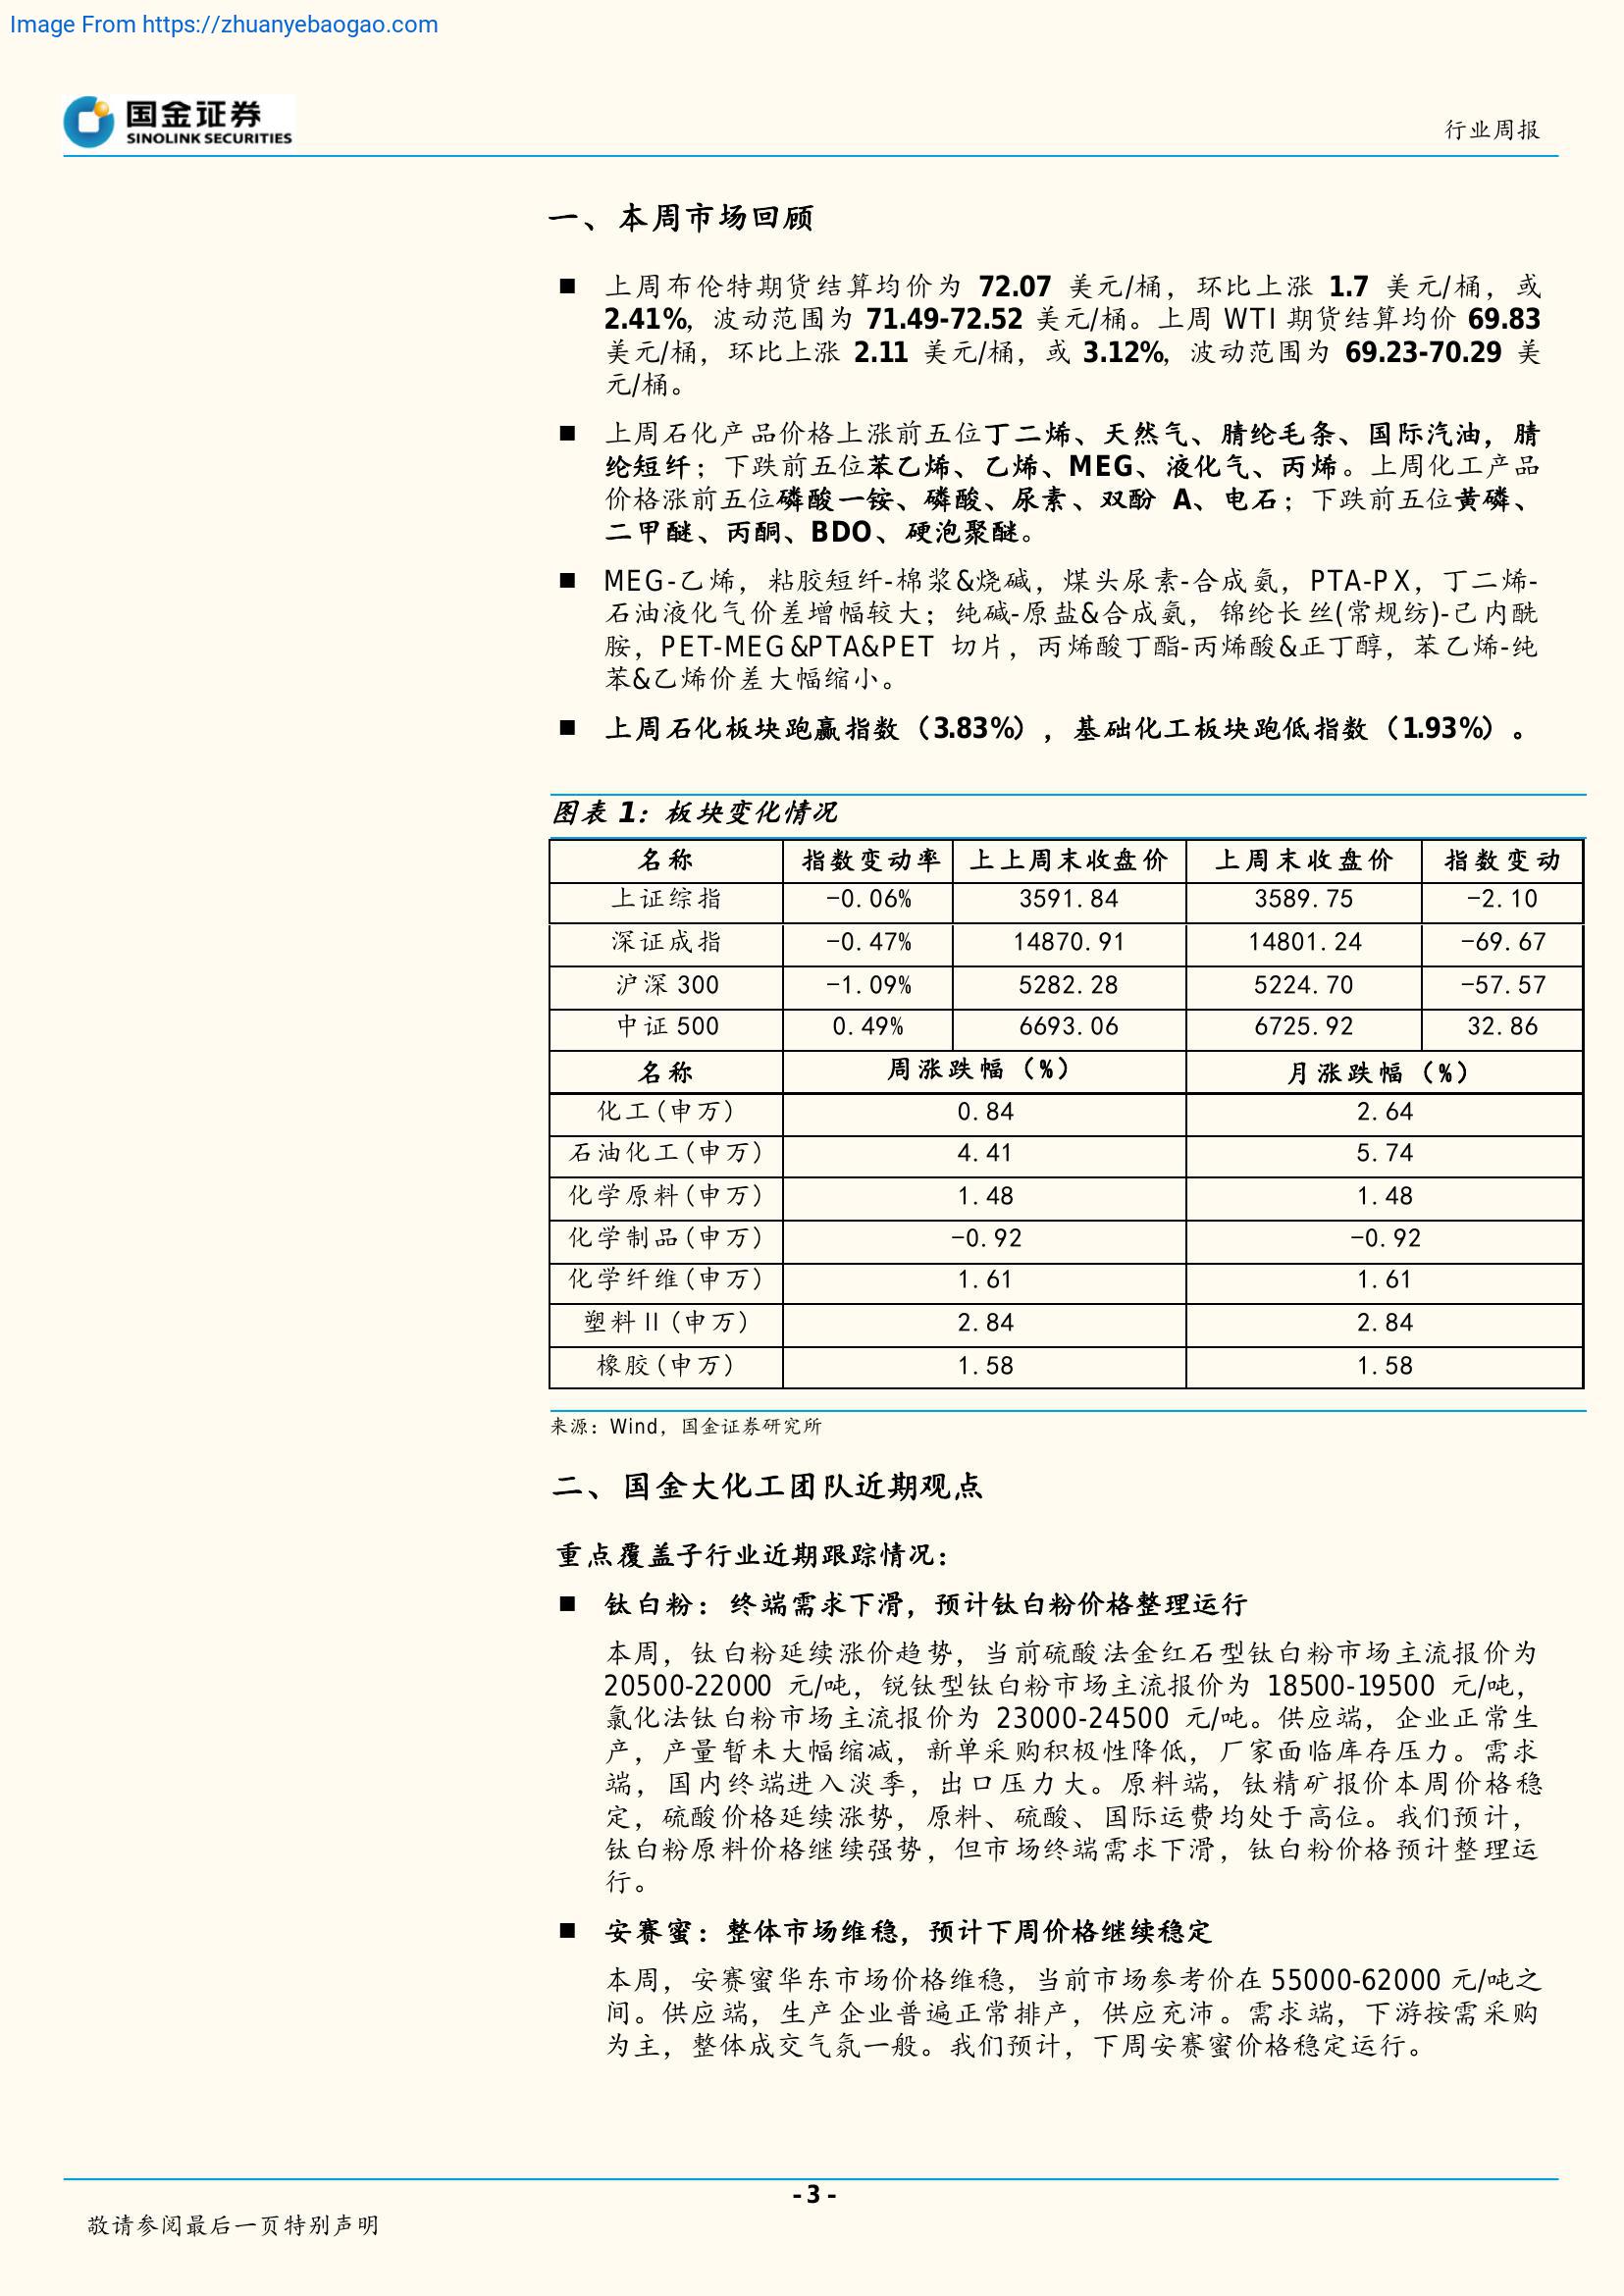 Image From https://zhuanyebaogao.com
国金证券
SINOLINK SECURITIES
行业周报
一、本周市场回顾
■ 上周布伦特期货结算均价为 72.07 美元/桶，环比上涨 1.7 美元/桶，或
2.41%，波动范围为 71.49-72.52 美元/桶。上周 WTI 期货结算均价 69.83
美元/桶，环比上涨 2.11 美元/桶，或 3.12%，波动范围为 69.23-70.29 美
元/桶。
■ 上周石化产品价格上涨前五位丁二烯、天然气、腈纶毛条、国际汽油，腈
纶短纤；下跌前五位苯乙烯、乙烯、MEG、液化气、丙烯。上周化工产品
价格涨前五位磷酸一铵、磷酸、尿素、双酚 A、电石；下跌前五位黄磷、
二甲醚、丙酮、BDO、硬泡聚醚。
■ MEG-乙烯，粘胶短纤-棉浆&烧碱，煤头尿素-合成氨，PTA-PX，丁二烯-
石油液化气价差增幅较大；纯碱-原盐&合成氨，锦纶长丝(常规纺)-己内酰
胺，PET-MEG&PTA&PET 切片，丙烯酸丁酯-丙烯酸&正丁醇，苯乙烯-纯
苯&乙烯价差大幅缩小。
■ 上周石化板块跑赢指数（3.83%），基础化工板块跑低指数（1.93%）。
图表 1：板块变化情况
名称 指数变动率 上上周末收盘价 上周末收盘价 指数变动
上证综指 -0.06% 3591.84 3589.75 -2.10
深证成指 -0.47% 14870.91 14801.24 -69.67
沪深 300 -1.09% 5282.28 5224.70 -57.57
中证 500 0.49% 6693.06 6725.92 32.86
名称 周涨跌幅（%） 月涨跌幅（%）
化工(申万) 0.84 2.64
石油化工(申万) 4.41 5.74
化学原料(申万) 1.48 1.48
化学制品(申万) -0.92 -0.92
化学纤维(申万) 1.61 1.61
塑料Ⅱ(申万) 2.84 2.84
橡胶(申万) 1.58 1.58
来源：Wind，国金证券研究所
二、国金大化工团队近期观点
重点覆盖子行业近期跟踪情况：
■ 钛白粉：终端需求下滑，预计钛白粉价格整理运行
本周，钛白粉延续涨价趋势，当前硫酸法金红石型钛白粉市场主流报价为
20500-22000 元/吨，锐钛型钛白粉市场主流报价为 18500-19500 元/吨，
氯化法钛白粉市场主流报价为 23000-24500 元/吨。供应端，企业正常生
产，产量暂未大幅缩减，新单采购积极性降低，厂家面临库存压力。需求
端，国内终端进入淡季，出口压力大。原料端，钛精矿报价本周价格稳
定，硫酸价格延续涨势，原料、硫酸、国际运费均处于高位。我们预计，
钛白粉原料价格继续强势，但市场终端需求下滑，钛白粉价格预计整理运
行。
■ 安赛蜜：整体市场维稳，预计下周价格继续稳定
本周，安赛蜜华东市场价格维稳，当前市场参考价在 55000-62000 元/吨之
间。供应端，生产企业普遍正常排产，供应充沛。需求端，下游按需采购
为主，整体成交气氛一般。我们预计，下周安赛蜜价格稳定运行。
- 3 -
敬请参阅最后一页特别声明